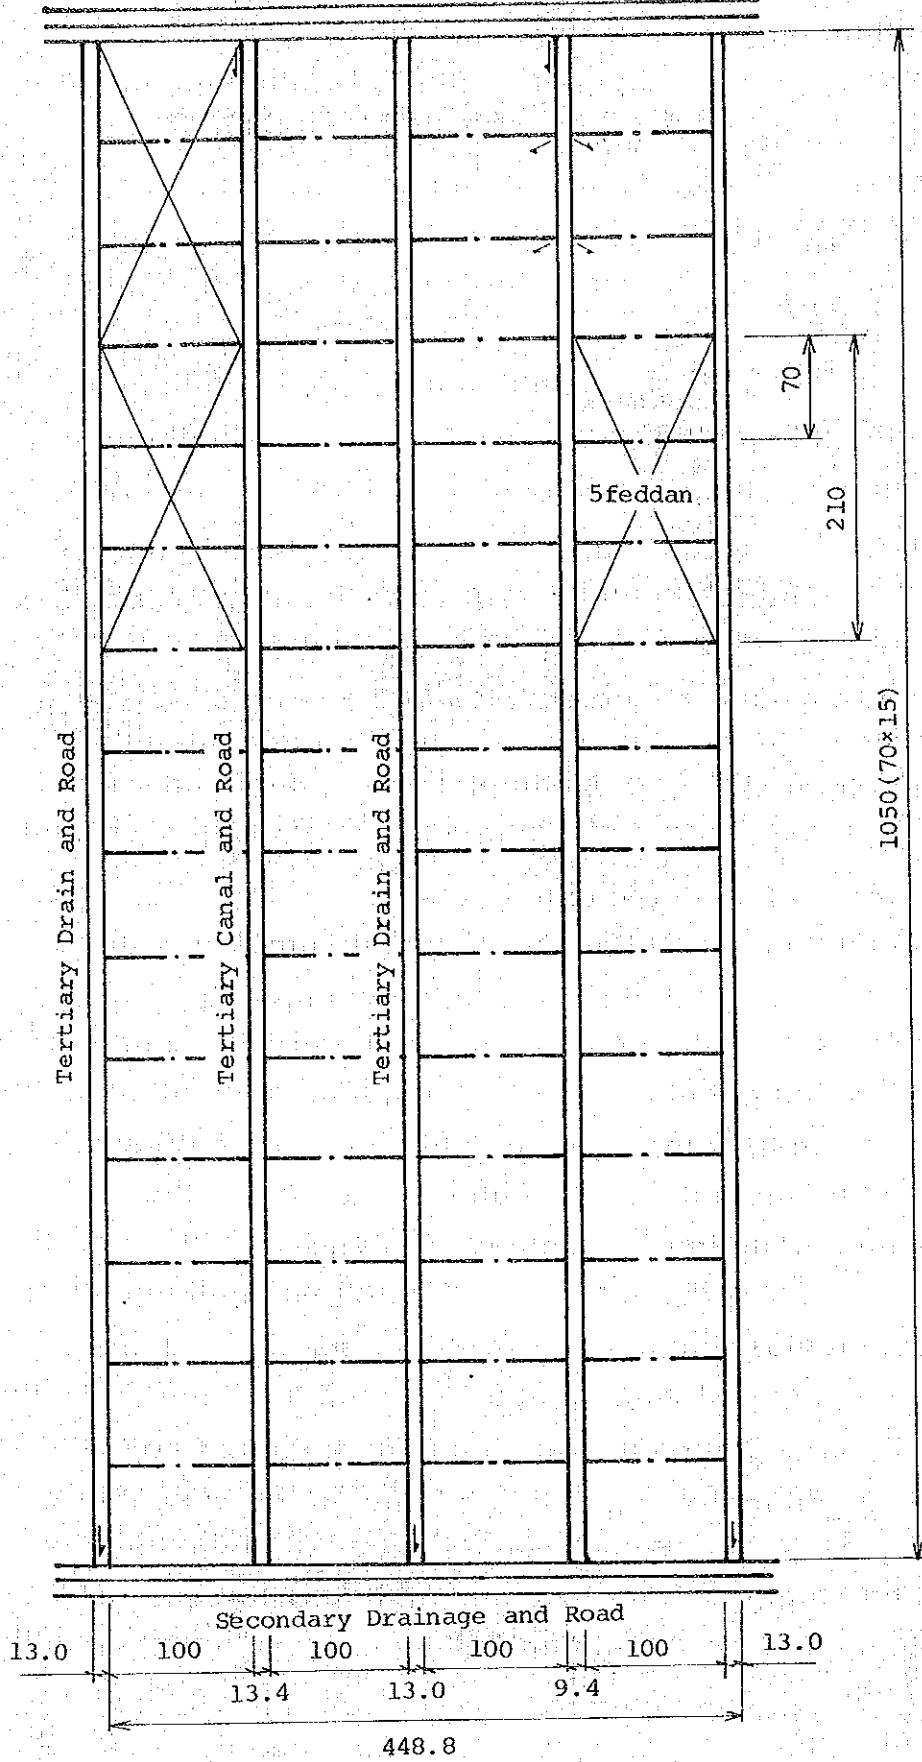 70
5feddan
210
1050(70×15)
Tertiary Drain and Road
Tertiary Canal and Road
Tertiary Drain and Road
Secondary Drainage and Road
13.0
100
100
100
100
13.0
13.4
13.0
9.4
448.8